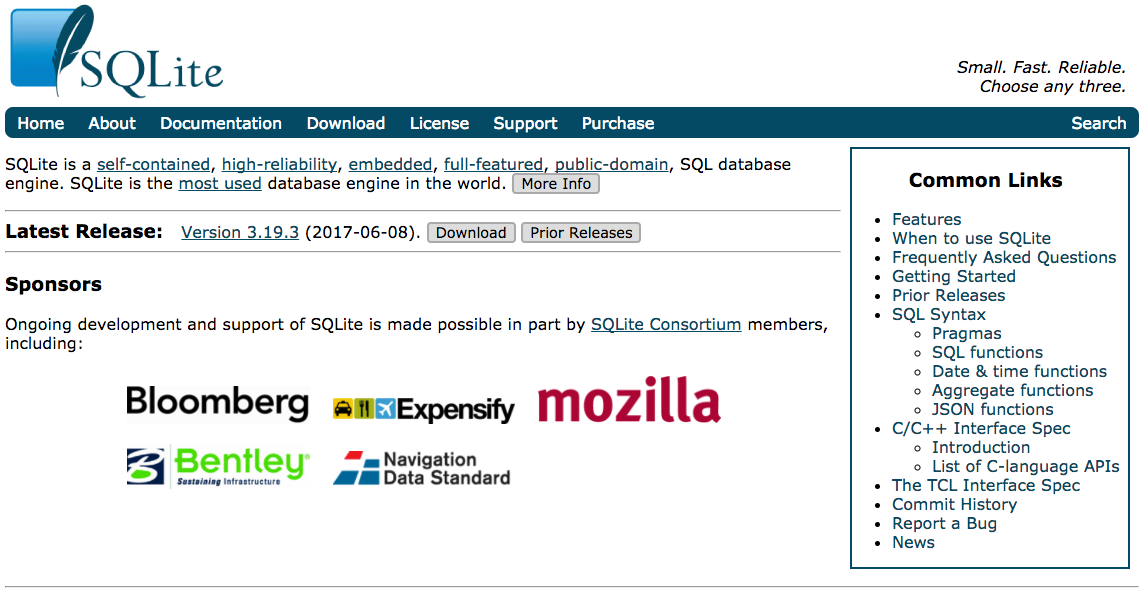 SQLite
Small. Fast. Reliable.
Choose any three.
Home About Documentation Download License Support Purchase Search
SQLite is a self-contained, high-reliability, embedded, full-featured, public-domain, SQL database
engine. SQLite is the most used database engine in the world. More Info
Latest Release: Version 3.19.3 (2017-06-08). Download Prior Releases
Sponsors
Ongoing development and support of SQLite is made possible in part by SQLite Consortium members,
including:
Bloomberg Expensify mozilla
Bentley® Sustaining Infrastructure
Navigation
Data Standard
Common Links
Features
When to use SQLite
Frequently Asked Questions
Getting Started
Prior Releases
SQL Syntax
Pragmas
SQL functions
Date & time functions
Aggregate functions
JSON functions
C/C++ Interface Spec
Introduction
List of C-language APIs
The TCL Interface Spec
Commit History
Report a Bug
News